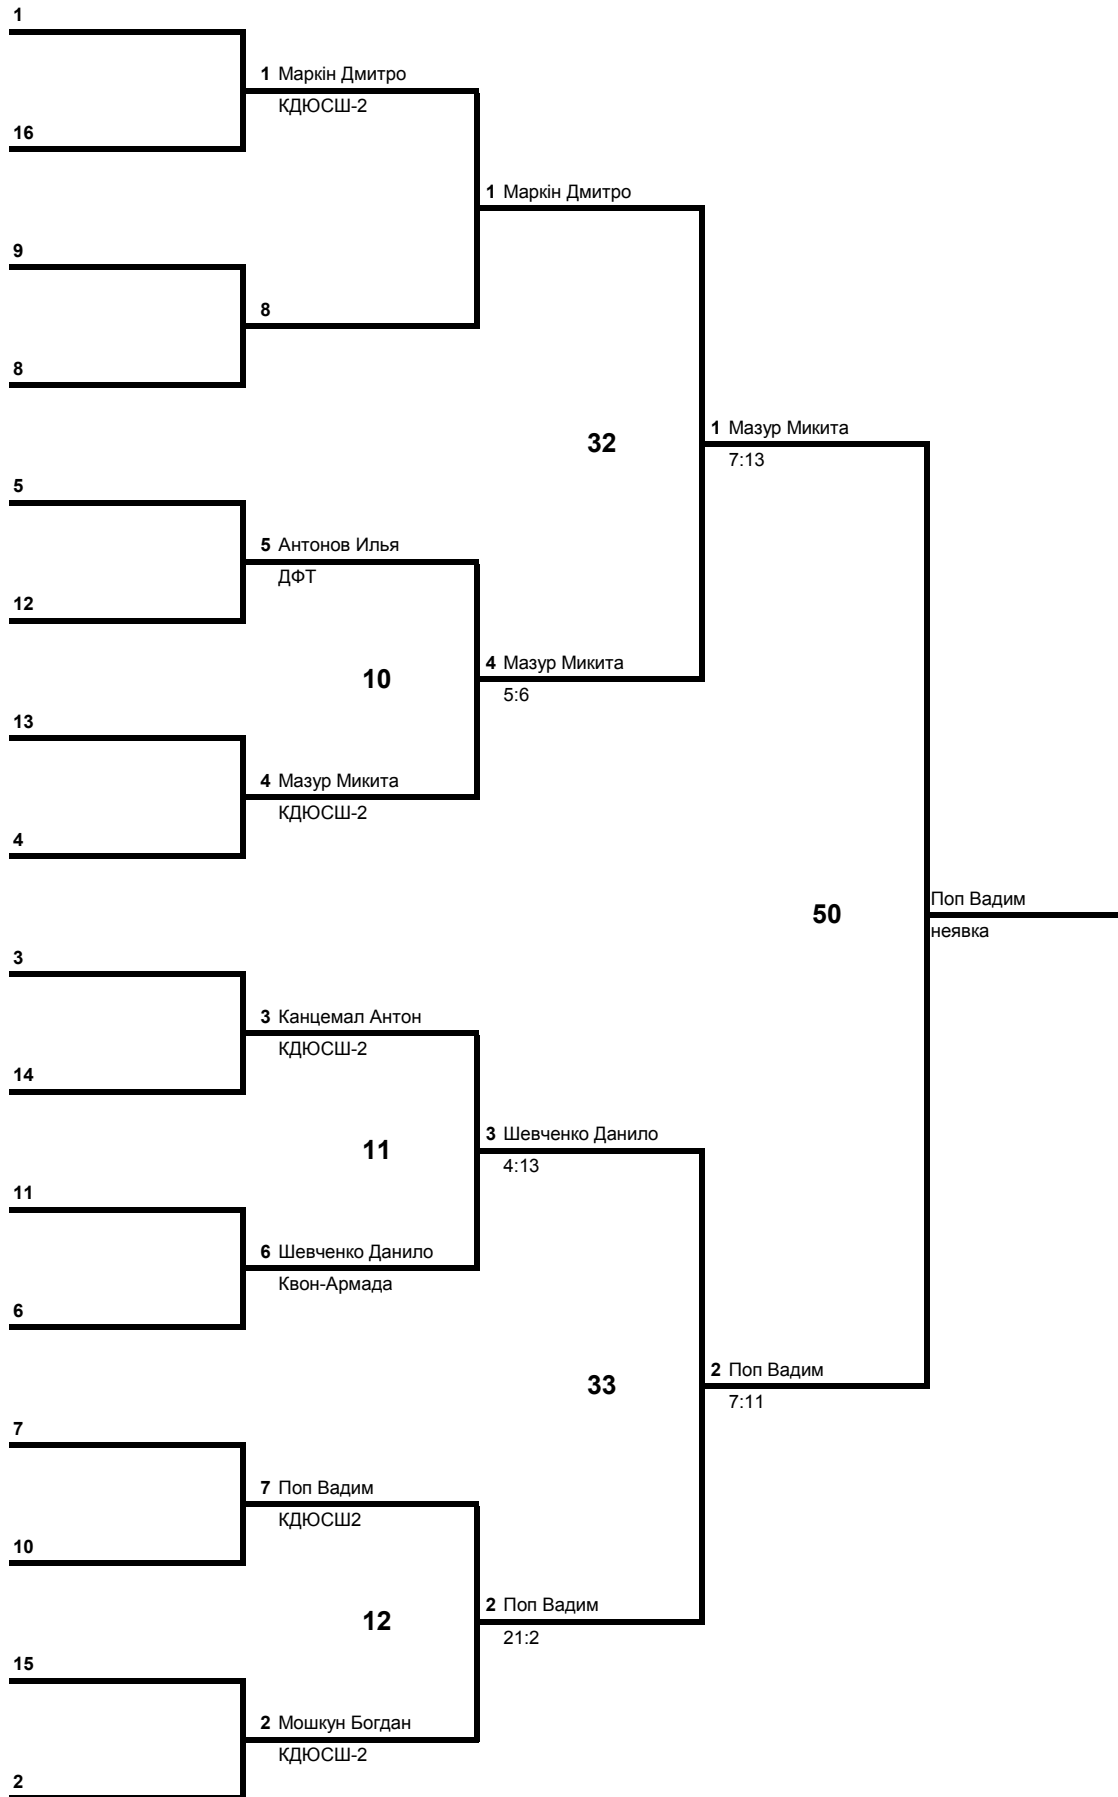 1
1 Маркін Дмитро
КДЮСШ-2
16
1 Маркін Дмитро
9
8
8
32
1 Мазур Микита
7:13
5
5 Антонов Илья
ДФТ
12
4 Мазур Микита
10
5:6
13
4 Мазур Микита
КДЮСШ-2
4
Поп Вадим
50
неявка
3
3 Канцемал Антон
КДЮСШ-2
14
3 Шевченко Данило
11
4:13
11
6 Шевченко Данило
Квон-Армада
6
2 Поп Вадим
33
7:11
7
7 Поп Вадим
КДЮСШ2
10
2 Поп Вадим
12
21:2
15
2 Мошкун Богдан
КДЮСШ-2
2